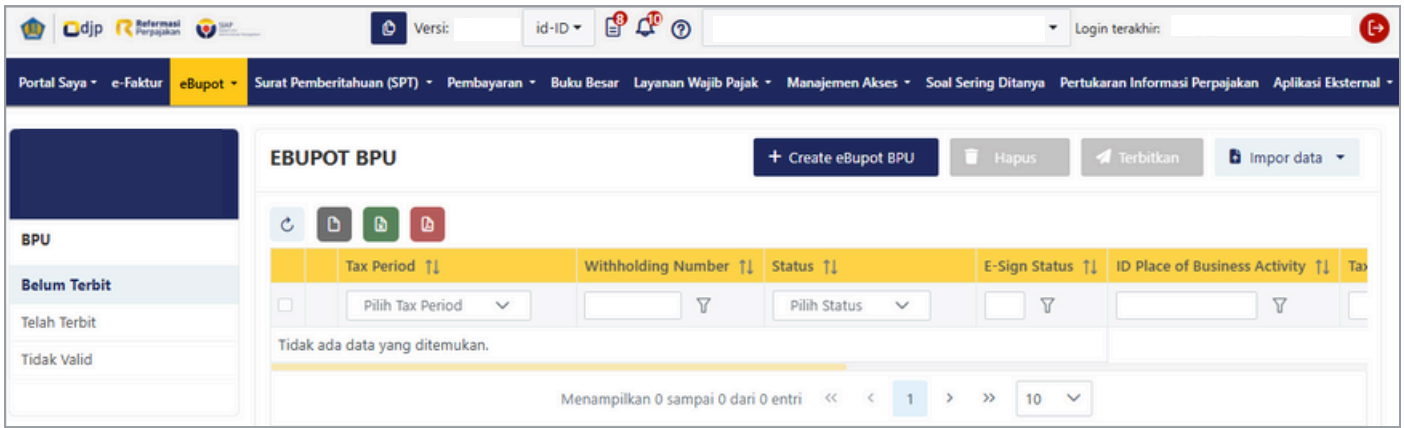 djp Reformasi Perpajakan SIAP Versi: id-ID 8 10 Login terakhir:
Portal Saya e-Faktur eBupot Surat Pemberitahuan (SPT) Pembayaran Buku Besar Layanan Wajib Pajak Manajemen Akses Soal Sering Ditanya Pertukaran Informasi Perpajakan Aplikasi Eksternal
EBUPOT BPU + Create eBupot BPU Hapus Terbitkan Impor data
BPU
Belum Terbit
Telah Terbit
Tidak Valid
Tax Period Withholding Number Status E-Sign Status ID Place of Business Activity Tax
Pilih Tax Period Pilih Status
Tidak ada data yang ditemukan.
Menampilkan 0 sampai 0 dari 0 entri << < 1 > >> 10